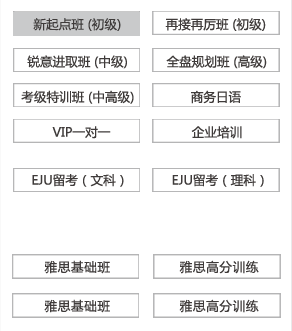 新起点班 (初级)
再接再厉班 (初级)
锐意进取班 (中级)
全盘规划班 (高级)
考级特训班 (中高级)
商务日语
VIP一对一
企业培训
EJU留考（文科）
EJU留考（理科）
雅思基础班
雅思高分训练
雅思基础班
雅思高分训练